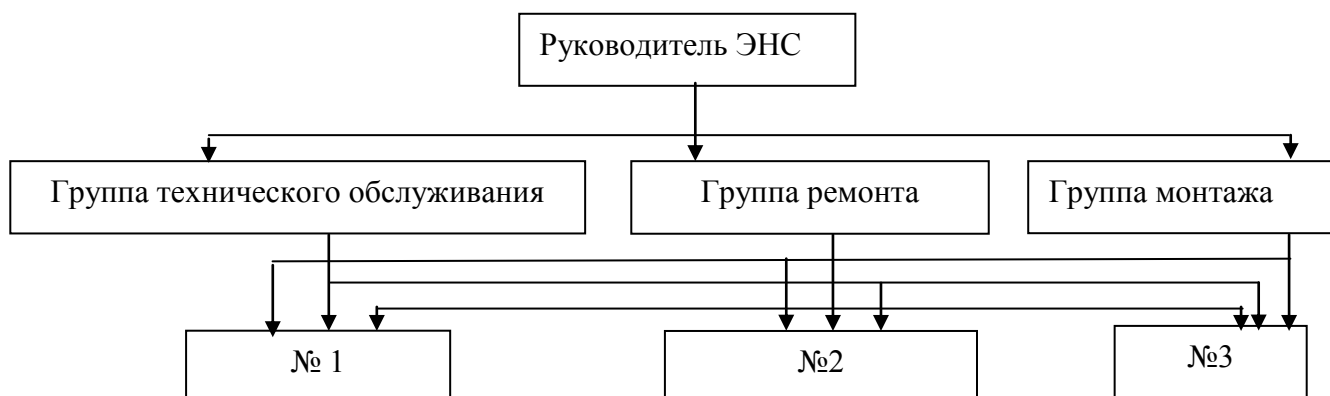 Руководитель ЭНС
Группа технического обслуживания
Группа ремонта
Группа монтажа
№ 1
№2
№3